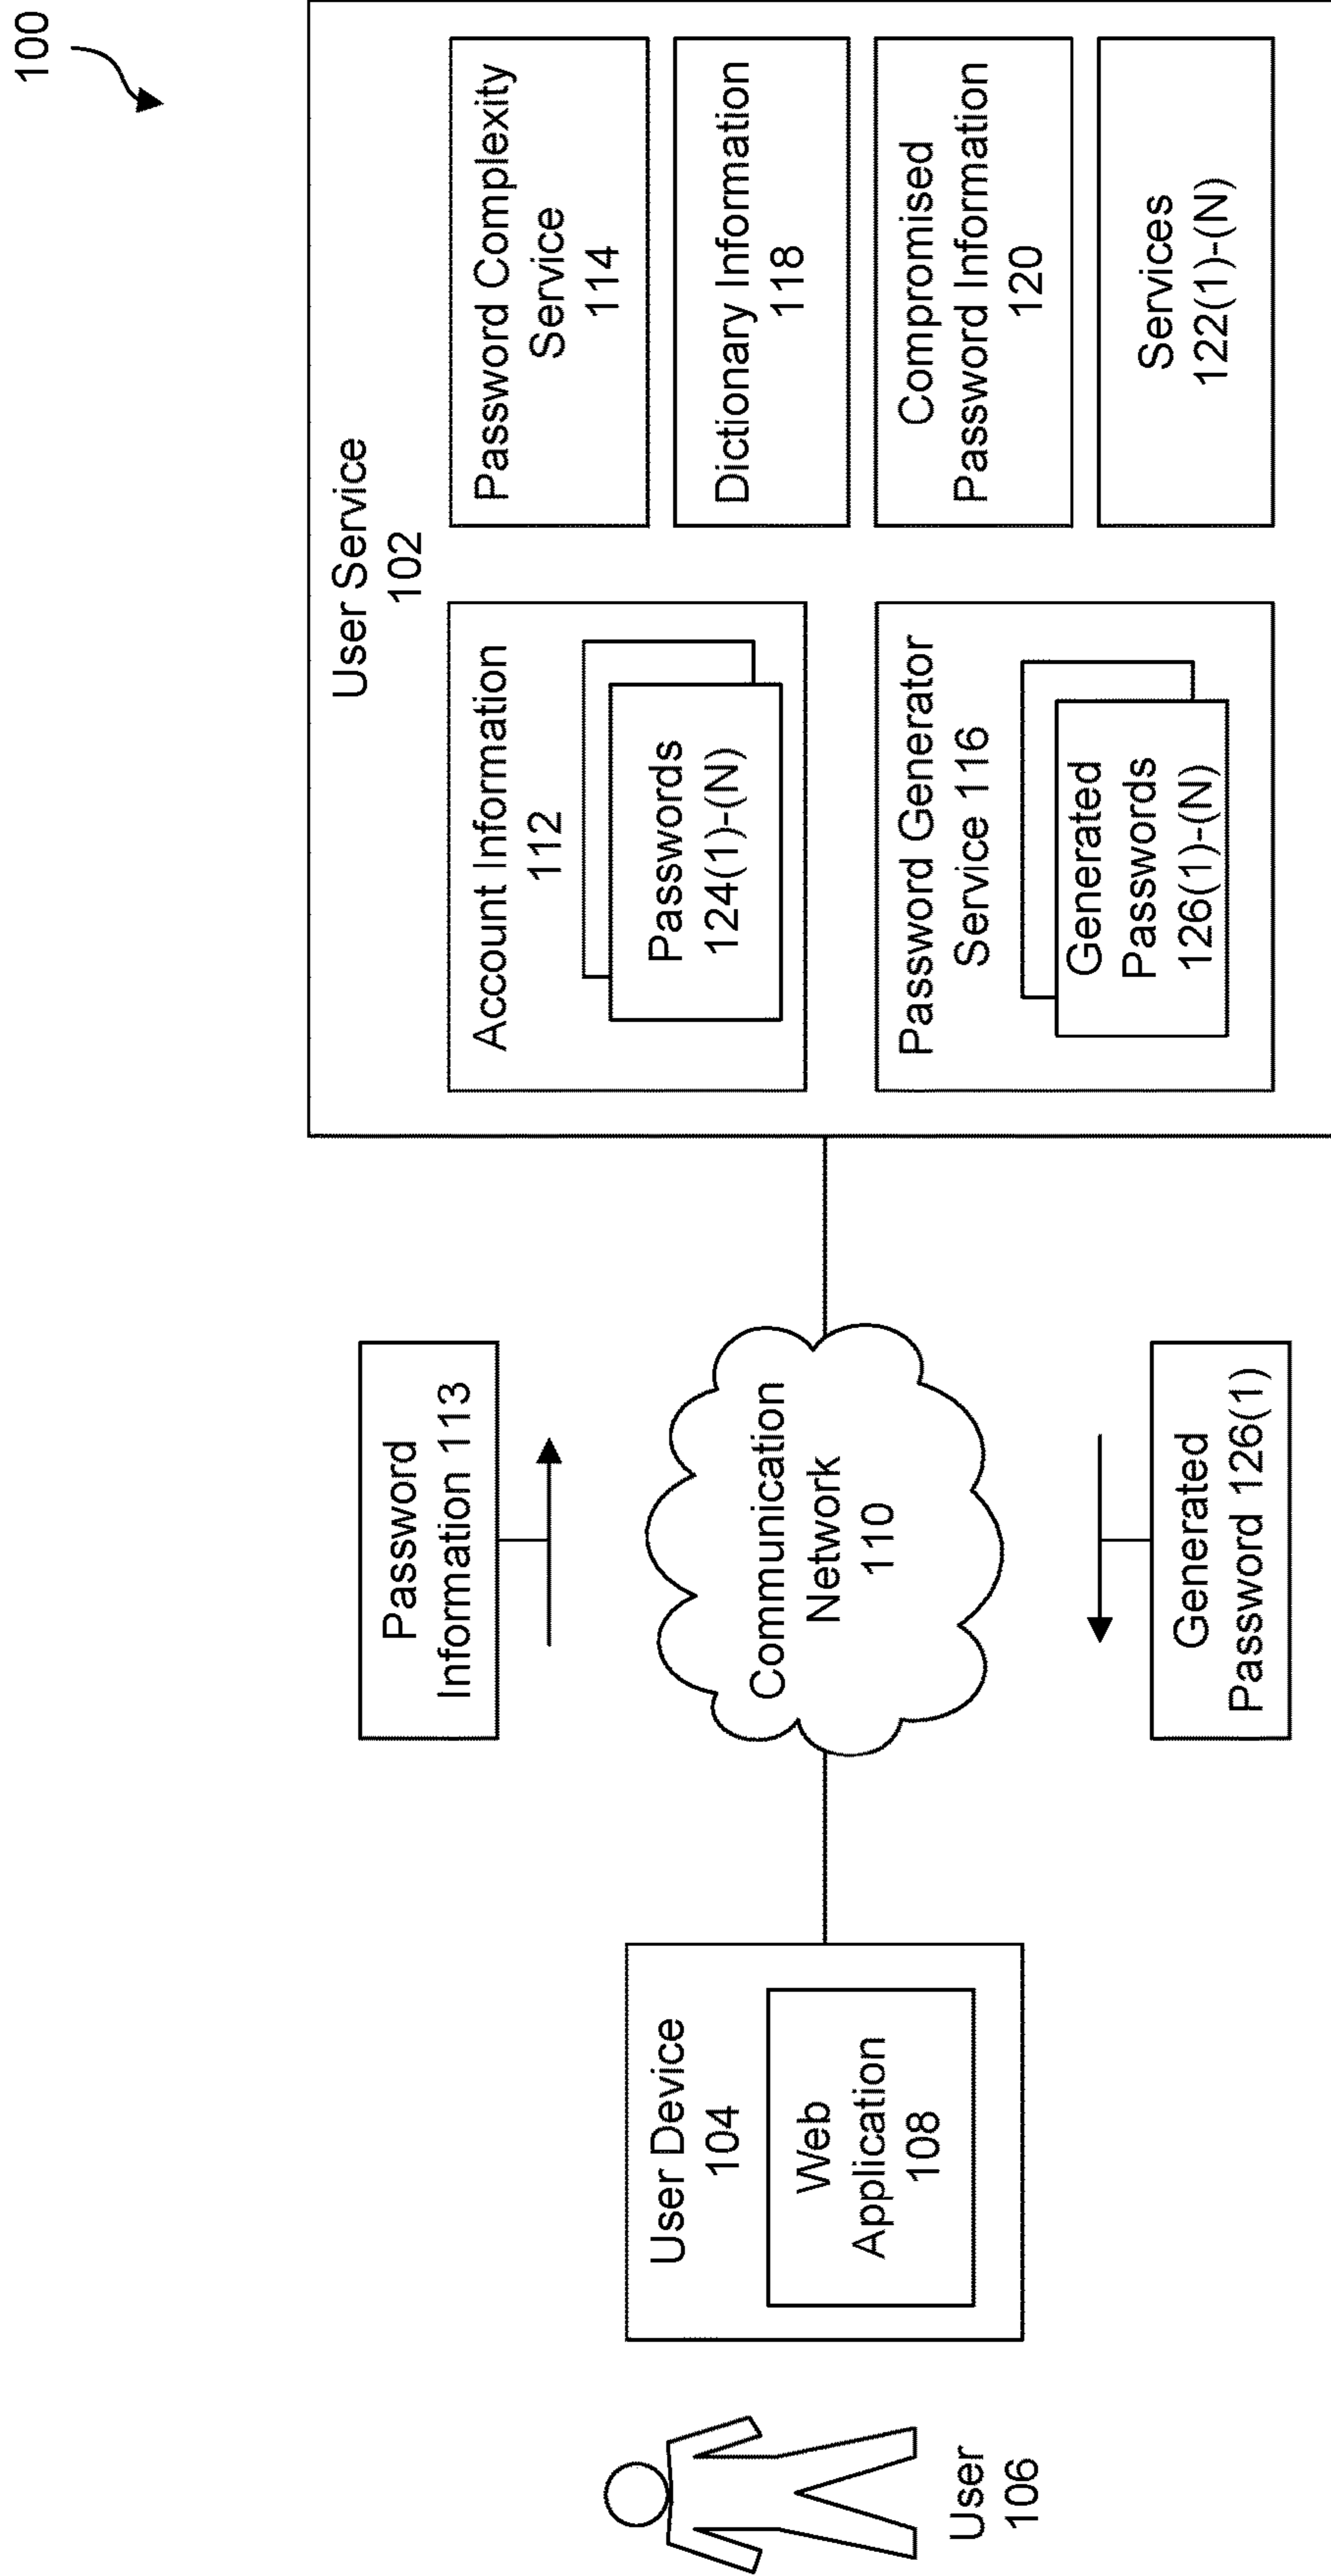 100
User Service
102
Account Information
112
Passwords
124(1)-(N)
Password Complexity
Service
114
Dictionary Information
118
Password Generator
Service 116
Generated
Passwords
126(1)-(N)
Compromised
Password Information
120
Services
122(1)-(N)
Password
Information 113
Communication
Network
110
Generated
Password 126(1)
User Device
104
Web
Application
108
User
106